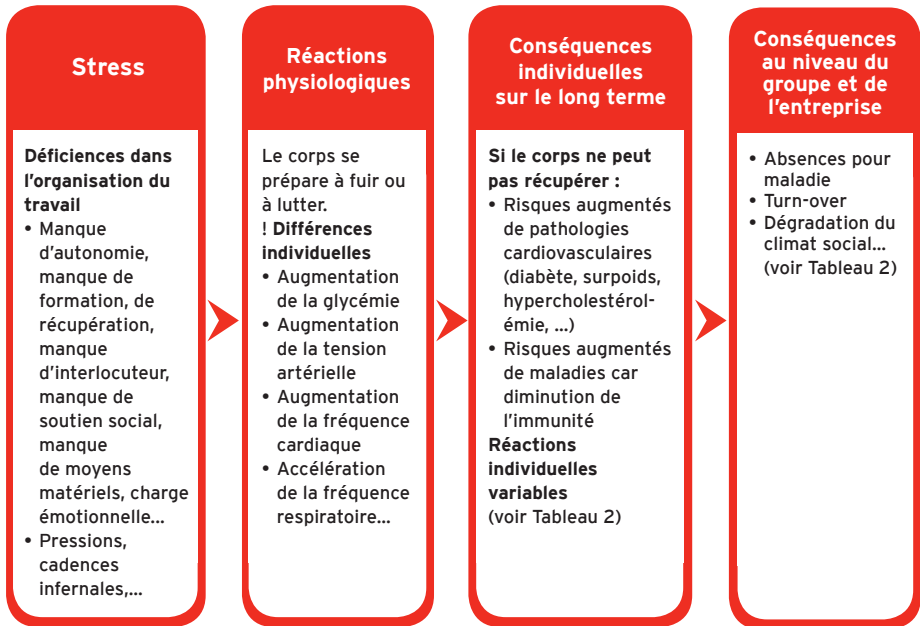 Stress
Déficiences dans
l'organisation du
travail
• Manque
d'autonomie,
manque de
formation, de
récupération,
manque
d'interlocuteur,
manque de
soutien social,
manque
de moyens
matériels, charge
émotionnelle...
• Pressions,
cadences
infernales,...
Réactions
physiologiques
Le corps se
prépare à fuir ou
à lutter.
! Différences
individuelles
• Augmentation
de la glycémie
• Augmentation
de la tension
artérielle
• Augmentation
de la fréquence
cardiaque
• Accélération
de la fréquence
respiratoire...
Conséquences
individuelles
sur le long terme
Si le corps ne peut
pas récupérer :
• Risques augmentés
de pathologies
cardiovasculaires
(diabète, surpoids,
hypercholestérol-
émie, ...)
• Risques augmentés
de maladies car
diminution de
l'immunité
Réactions
individuelles
variables
(voir Tableau 2)
Conséquences
au niveau du
groupe et de
l'entreprise
• Absences pour
maladie
• Turn-over
• Dégradation du
climat social...
(voir Tableau 2)